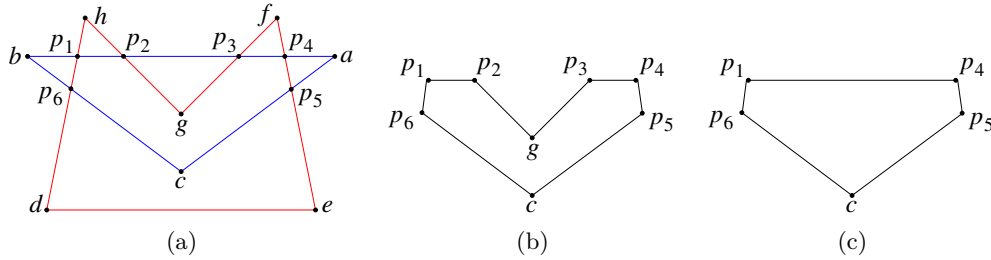 h f
b p1 p2 p3 p4 a
p6 p5
g
c
d e
(a)
p1 p2 p3 p4
p6 p5
g
c
(b)
p1 p4
p6 p5
c
(c)